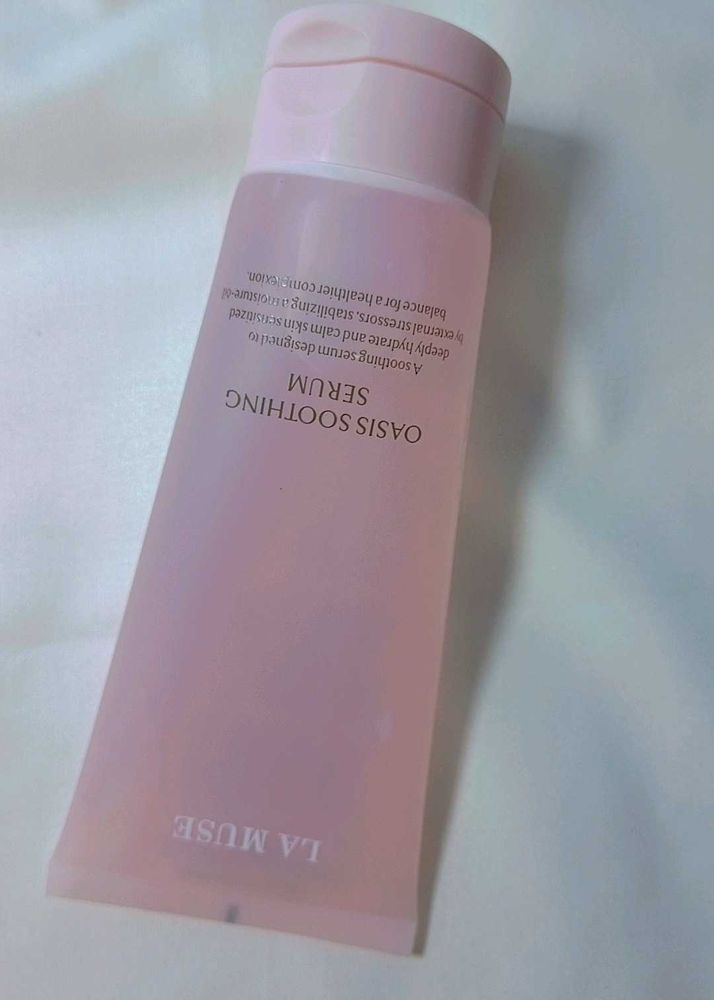 LA MUSE
OASIS SOOTHING
SERUM
A soothing serum designed to
deeply hydrate and calm skin sensitized
by external stressors, stabilizing a moisture-oil
balance for a healthier complexion.